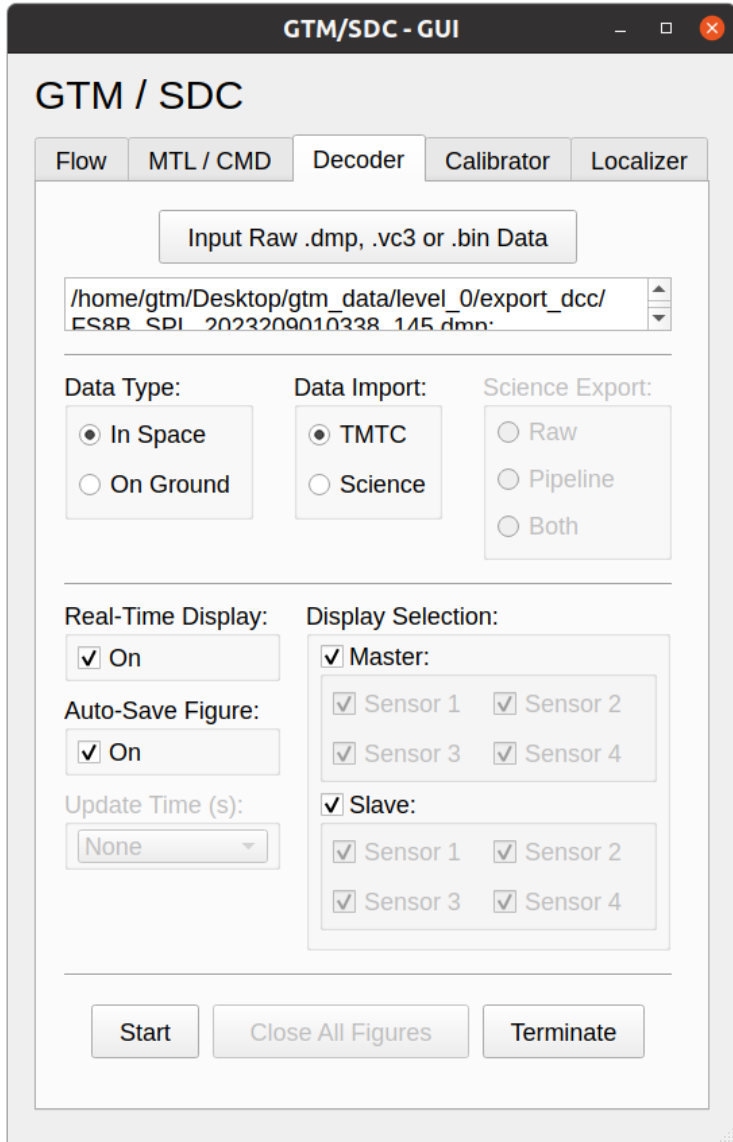 GTM/SDC - GUI
GTM / SDC
Flow MTL / CMD Decoder Calibrator Localizer
Input Raw .dmp, .vc3 or .bin Data
/home/gtm/Desktop/gtm_data/level_0/export_dcc/
FS8B_SPL_2023209010338_145.dmp;
Data Type: Data Import: Science Export:
In Space TMTC Raw
On Ground Science Pipeline
Both
Real-Time Display: Display Selection:
On Master:
Sensor 1 Sensor 2
Auto-Save Figure:
On Sensor 3 Sensor 4
Update Time (s): Slave:
None Sensor 1 Sensor 2
Sensor 3 Sensor 4
Start Close All Figures Terminate